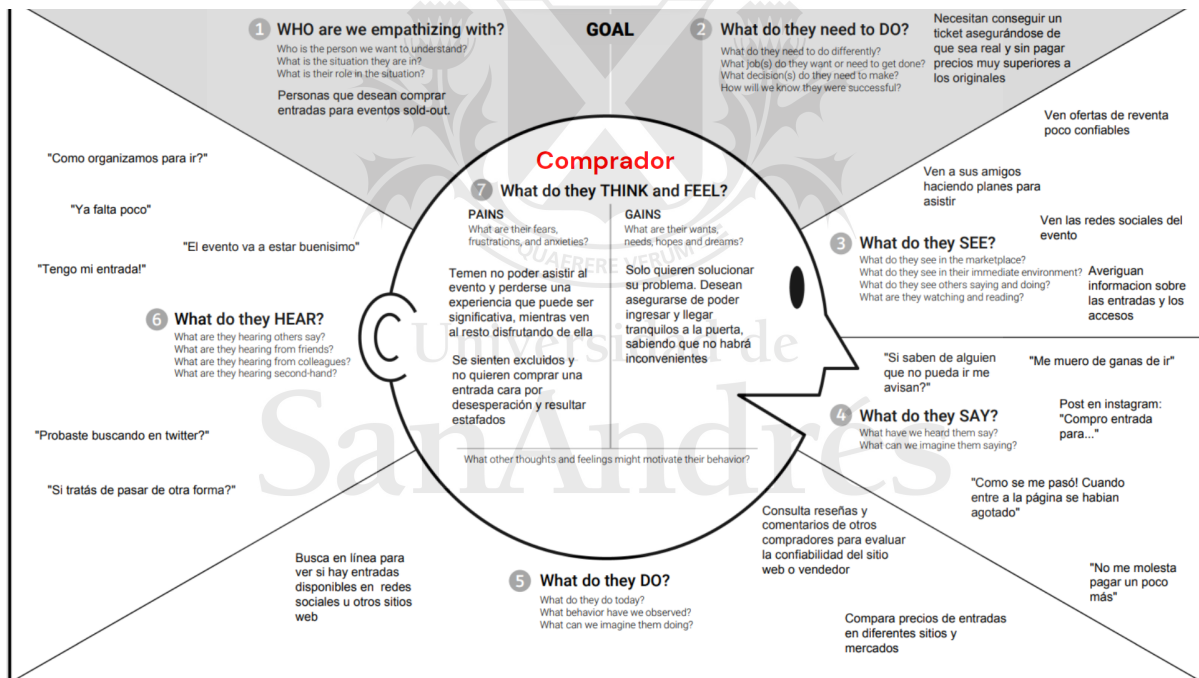 1 WHO are we empathizing with?
Who is the person we want to understand?
What is the situation they are in?
What is their role in the situation?
Personas que desean comprar
entradas para eventos sold-out.
GOAL
2 What do they need to DO?
What do they need to do differently?
What job(s) do they want or need to get done?
What decision(s) do they need to make?
How will we know they were successful?
Necesitan conseguir un
ticket asegurándose de
que sea real y sin pagar
precios muy superiores a
los originales
Comprador
7 What do they THINK and FEEL?
PAINS
What are their fears,
frustrations, and anxieties?
Temen no poder asistir al
evento y perderse una
experiencia que puede ser
significativa, mientras ven
al resto disfrutando de ella
Se sienten excluidos y
no quieren comprar una
entrada cara por
desesperación y resultar
estafados
GAINS
What are their wants,
needs, hopes and dreams?
Solo quieren solucionar
su problema. Desean
asegurarse de poder
ingresar y llegar
tranquilos a la puerta,
sabiendo que no habrá
inconvenientes
What other thoughts and feelings might motivate their behavior?
Ven ofertas de reventa
poco confiables
Ven a sus amigos
haciendo planes para
asistir
Ven las redes sociales del
evento
3 What do they SEE?
What do they see in the marketplace?
What do they see in their immediate environment?
What do they see others saying and doing?
What are they watching and reading?
Averiguan
informacion sobre
las entradas y los
accesos
"Si saben de alguien
que no pueda ir me
avisan?"
"Me muero de ganas de ir"
4 What do they SAY?
What have we heard them say?
What can we imagine them saying?
Post en instagram:
"Compro entrada
para..."
"Como se me pasó! Cuando
entre a la página se habian
agotado"
"No me molesta
pagar un poco
más"
5 What do they DO?
What do they do today?
What behavior have we observed?
What can we imagine them doing?
Busca en línea para
ver si hay entradas
disponibles en redes
sociales u otros sitios
web
Consulta reseñas y
comentarios de otros
compradores para evaluar
la confiabilidad del sitio
web o vendedor
Compara precios de entradas
en diferentes sitios y
mercados
"Como organizamos para ir?"
"Ya falta poco"
"El evento va a estar buenisimo"
"Tengo mi entrada!"
6 What do they HEAR?
What are they hearing others say?
What are they hearing from friends?
What are they hearing from colleagues?
What are they hearing second-hand?
"Probaste buscando en twitter?"
"Si tratás de pasar de otra forma?"
QUAERERE VERUM
Universidad de
SanAndrés